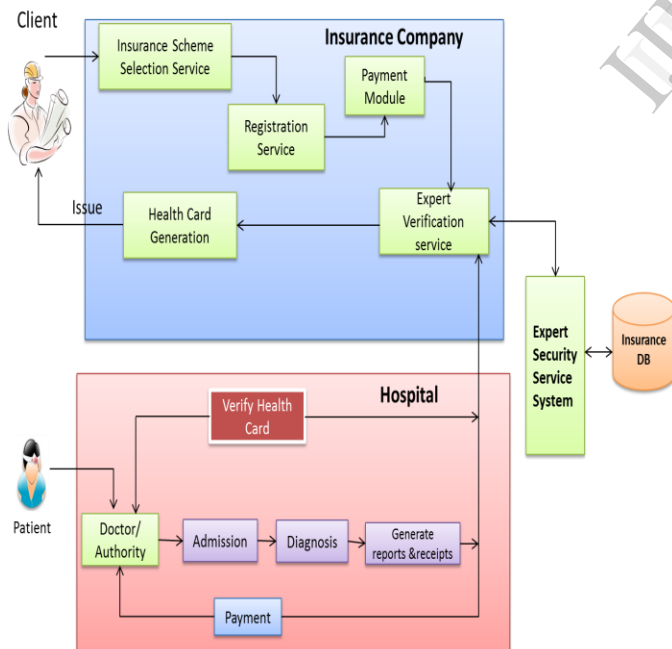 Client
Insurance Company
Insurance Scheme
Selection Service
Payment
Module
Registration
Service
Issue
Health Card
Generation
Expert
Verification
service
Expert
Security
Service
System
Insurance
DB
Hospital
Verify Health
Card
Patient
Doctor/
Authority
Admission
Diagnosis
Generate
reports &receipts
Payment